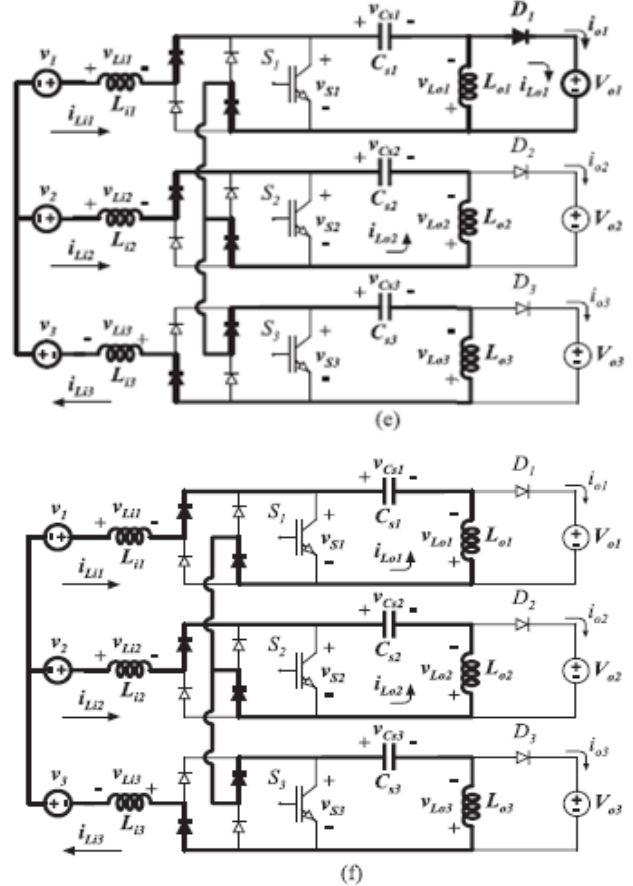 v1 + vLi1 - Li1 iLi1 S1 + vS1 - + vCs1 - Cs1 - vLo1 + Lo1 iLo1 D1 io1 Vo1
v2 + vLi2 - Li2 iLi2 S2 + vS2 - + vCs2 - Cs2 - vLo2 + Lo2 iLo2 D2 io2 Vo2
v3 - vLi3 + Li3 iLi3 S3 + vS3 - + vCs3 - Cs3 - vLo3 + Lo3 D3 io3 Vo3
(e)
v1 + vLi1 - Li1 iLi1 S1 + vS1 - + vCs1 - Cs1 - vLo1 + Lo1 iLo1 D1 io1 Vo1
v2 + vLi2 - Li2 iLi2 S2 + vS2 - + vCs2 - Cs2 - vLo2 + Lo2 iLo2 D2 io2 Vo2
v3 - vLi3 + Li3 iLi3 S3 + vS3 - + vCs3 - Cs3 - vLo3 + Lo3 D3 io3 Vo3
(f)